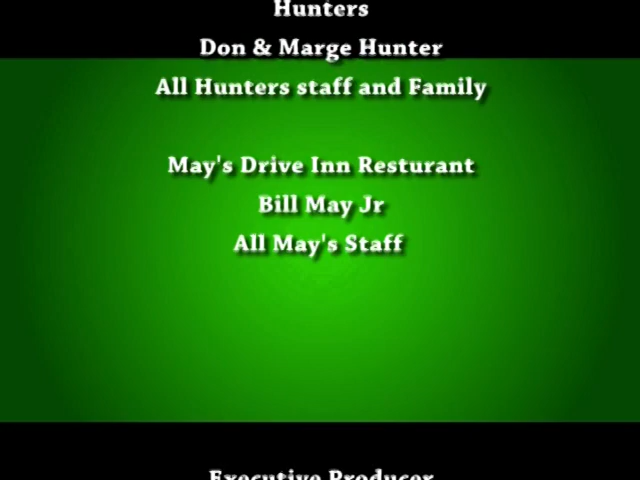 Hunters
Don & Marge Hunter
All Hunters staff and Family
May's Drive Inn Resturant
Bill May Jr
All May's Staff
Executive Producer